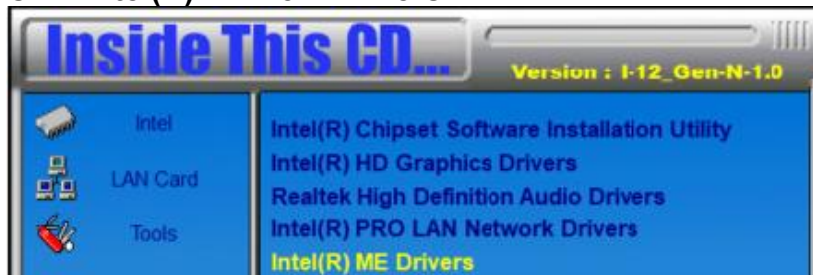 Inside This CD...
Version : I-12_Gen-N-1.0
Intel
LAN Card
Tools
Intel(R) Chipset Software Installation Utility
Intel(R) HD Graphics Drivers
Realtek High Definition Audio Drivers
Intel(R) PRO LAN Network Drivers
Intel(R) ME Drivers